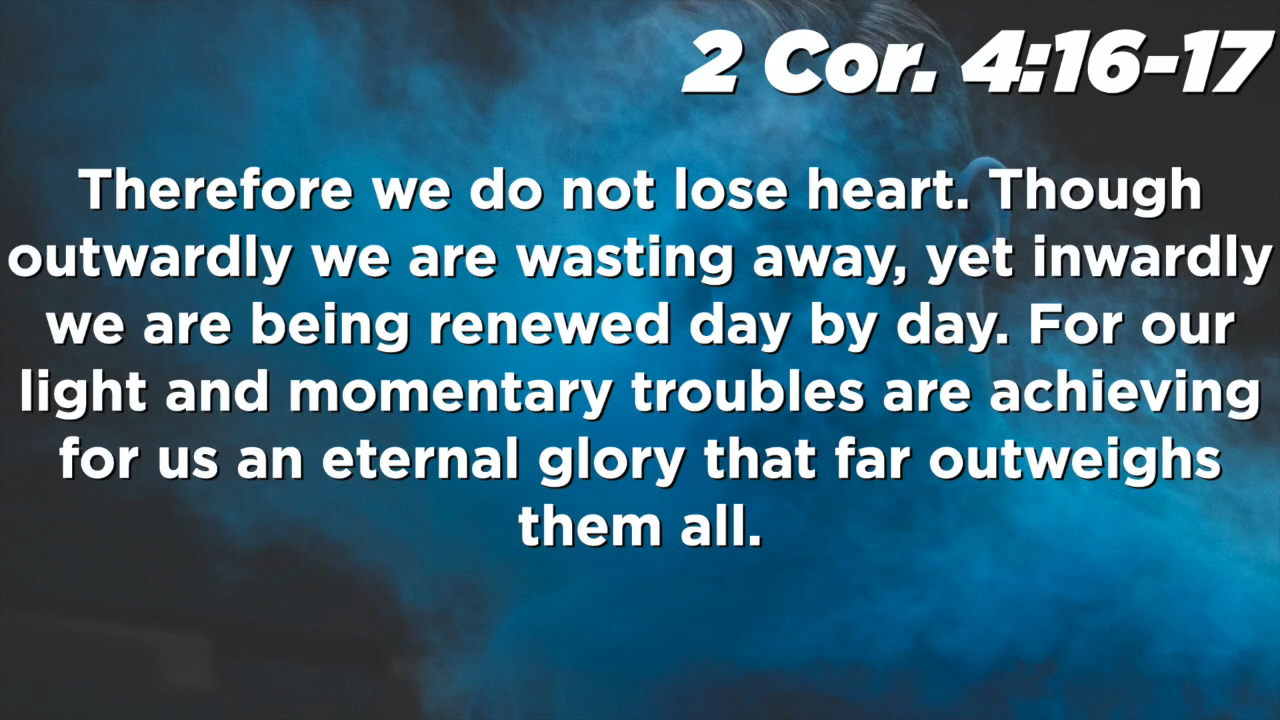 2 Cor. 4:16-17
Therefore we do not lose heart. Though
outwardly we are wasting away, yet inwardly
we are being renewed day by day. For our
light and momentary troubles are achieving
for us an eternal glory that far outweighs
them all.